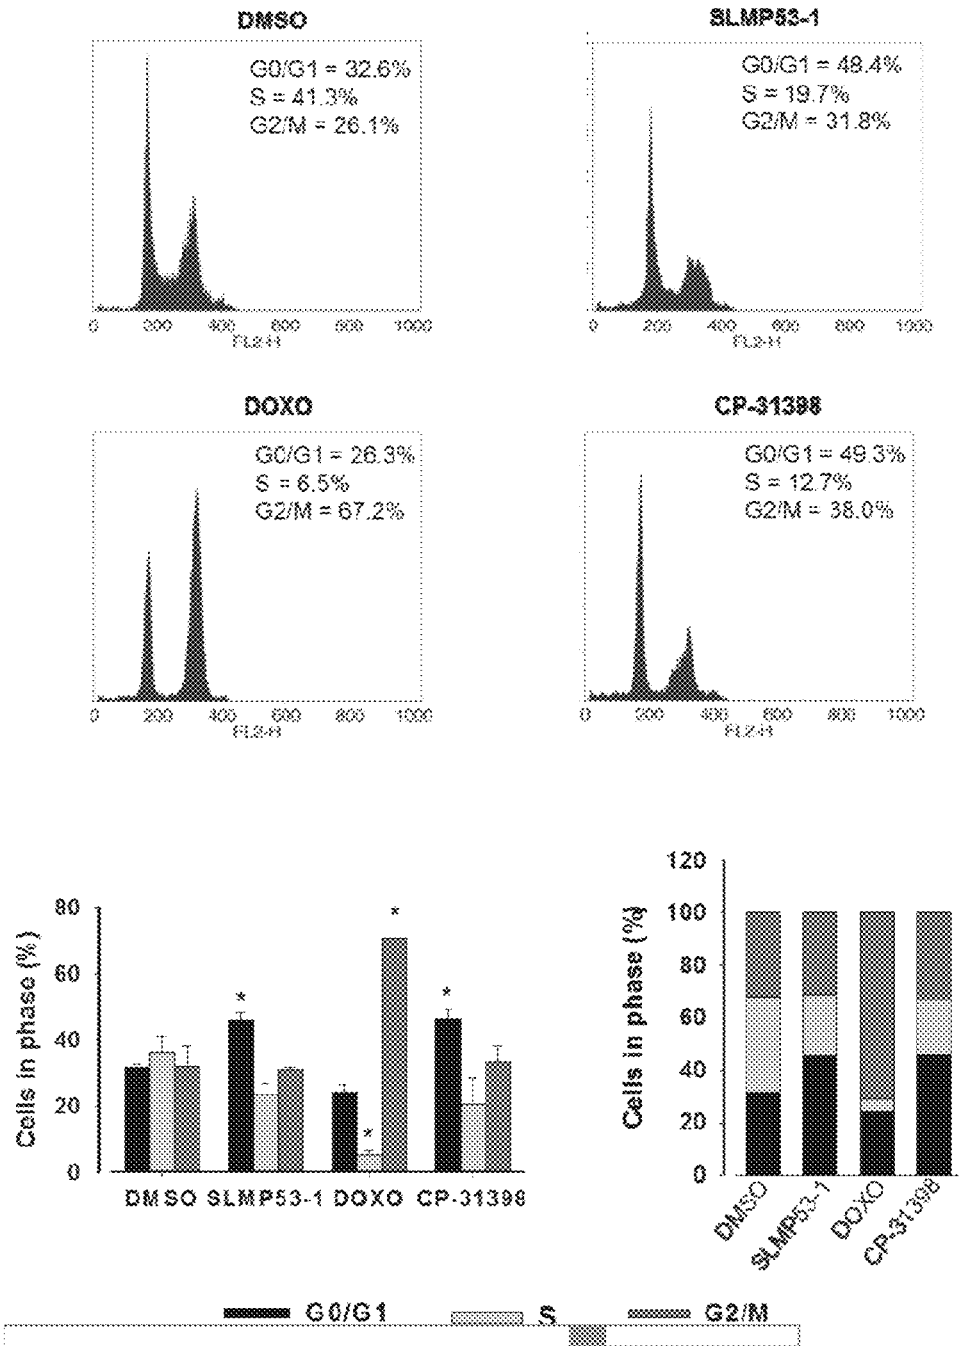 DMSO
G0/G1 = 32.6%
S = 41.3%
G2/M = 26.1%
0 200 400 600 800 1000
FL2-H
SLMP53-1
G0/G1 = 48.4%
S = 19.7%
G2/M = 31.8%
0 200 400 600 800 1000
FL2-H
DOXO
G0/G1 = 26.3%
S = 6.5%
G2/M = 67.2%
0 200 400 600 800 1000
FL2-H
CP-31398
G0/G1 = 49.3%
S = 12.7%
G2/M = 38.0%
0 200 400 600 800 1000
FL2-H
Cells in phase (%)
80
60
40
20
0
*
*
*
*
DMSO SLMP53-1 DOXO CP-31398
Cells in phase (%)
120
100
80
60
40
20
0
DMSO
SLMP53-1
DOXO
CP-31398
G0/G1 S G2/M